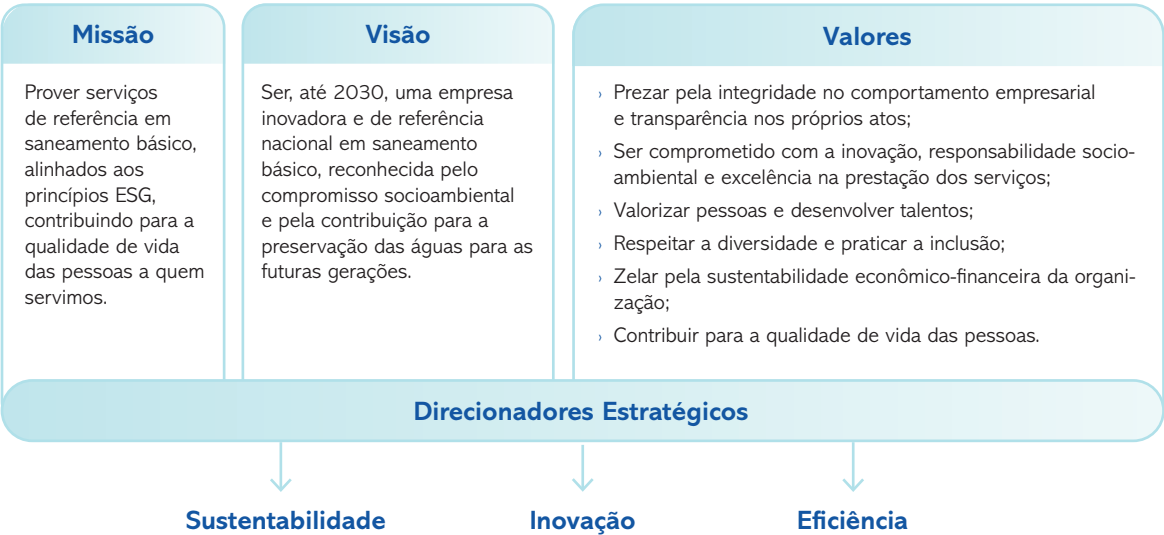 Missão
Prover serviços
de referência em
saneamento básico,
alinhados aos
princípios ESG,
contribuindo para a
qualidade de vida
das pessoas a quem
servimos.
Visão
Ser, até 2030, uma empresa
inovadora e de referência
nacional em saneamento
básico, reconhecida pelo
compromisso socioambiental
e pela contribuição para a
preservação das águas para as
futuras gerações.
Valores
› Prezar pela integridade no comportamento empresarial
e transparência nos próprios atos;
› Ser comprometido com a inovação, responsabilidade socio-
ambiental e excelência na prestação dos serviços;
› Valorizar pessoas e desenvolver talentos;
› Respeitar a diversidade e praticar a inclusão;
› Zelar pela sustentabilidade econômico-financeira da organi-
zação;
› Contribuir para a qualidade de vida das pessoas.
Direcionadores Estratégicos
Sustentabilidade
Inovação
Eficiência